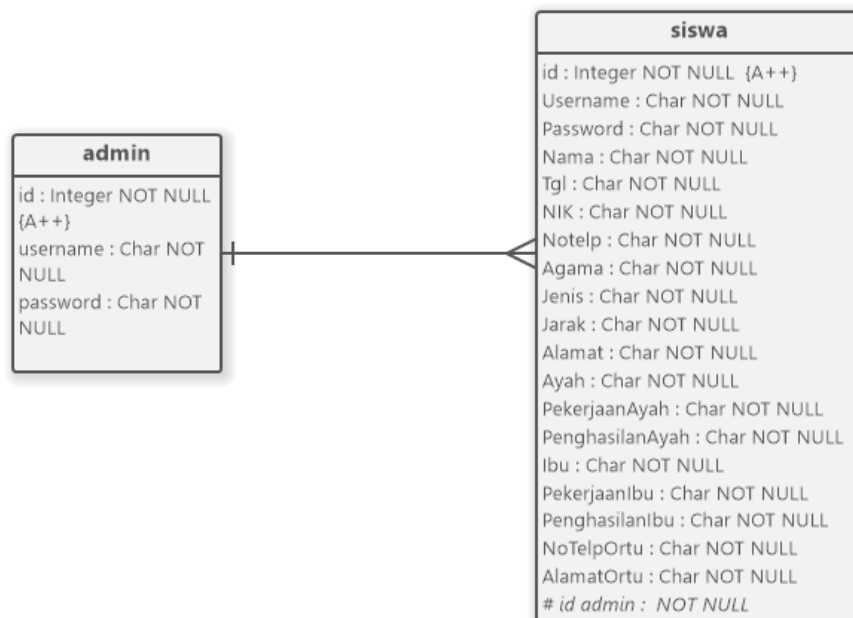 admin
id : Integer NOT NULL
{A++}
username : Char NOT
NULL
password : Char NOT
NULL
siswa
id : Integer NOT NULL {A++}
Username : Char NOT NULL
Password : Char NOT NULL
Nama : Char NOT NULL
Tgl : Char NOT NULL
NIK : Char NOT NULL
Notelp : Char NOT NULL
Agama : Char NOT NULL
Jenis : Char NOT NULL
Jarak : Char NOT NULL
Alamat : Char NOT NULL
Ayah : Char NOT NULL
PekerjaanAyah : Char NOT NULL
PenghasilanAyah : Char NOT NULL
Ibu : Char NOT NULL
PekerjaanIbu : Char NOT NULL
PenghasilanIbu : Char NOT NULL
NoTelpOrtu : Char NOT NULL
AlamatOrtu : Char NOT NULL
# id admin : NOT NULL